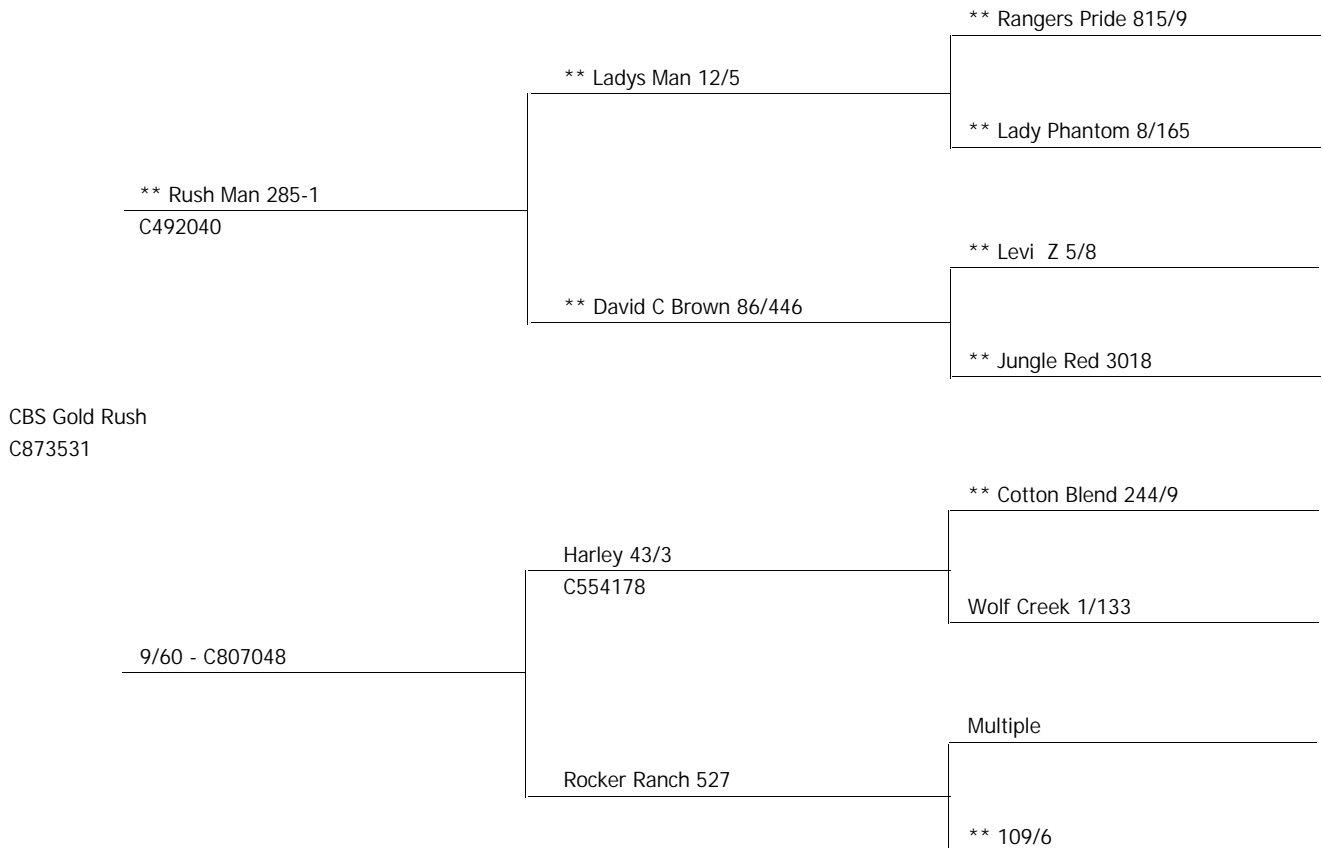 ** Rangers Pride 815/9
** Ladys Man 12/5
** Lady Phantom 8/165
** Rush Man 285-1
C492040
** Levi  Z 5/8
** David C Brown 86/446
** Jungle Red 3018
CBS Gold Rush
C873531
** Cotton Blend 244/9
Harley 43/3
C554178
Wolf Creek 1/133
9/60 - C807048
Multiple
Rocker Ranch 527
** 109/6